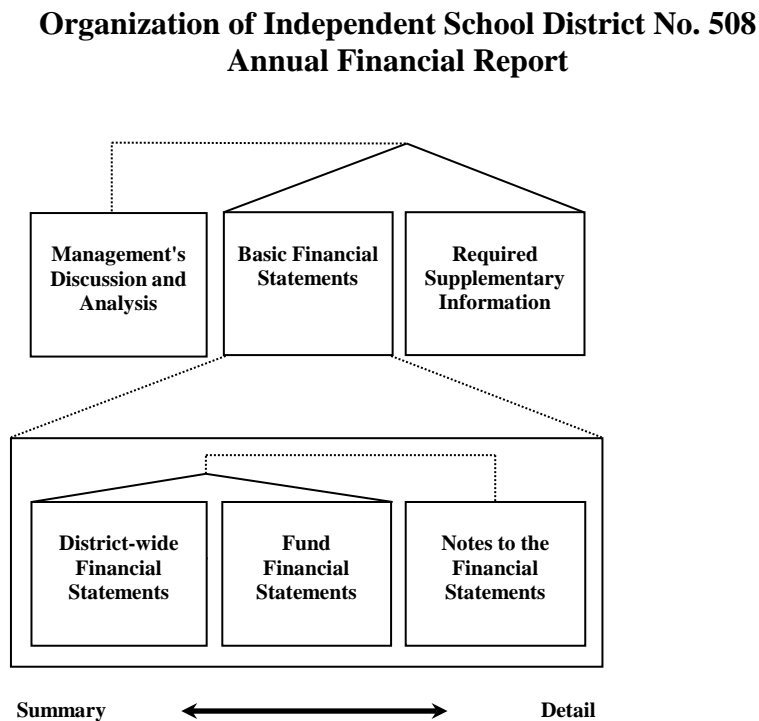 Organization of Independent School District No. 508
Annual Financial Report
Management's
Discussion and
Analysis
Basic Financial
Statements
Required
Supplementary
Information
District-wide
Financial
Statements
Fund
Financial
Statements
Notes to the
Financial
Statements
Summary
Detail